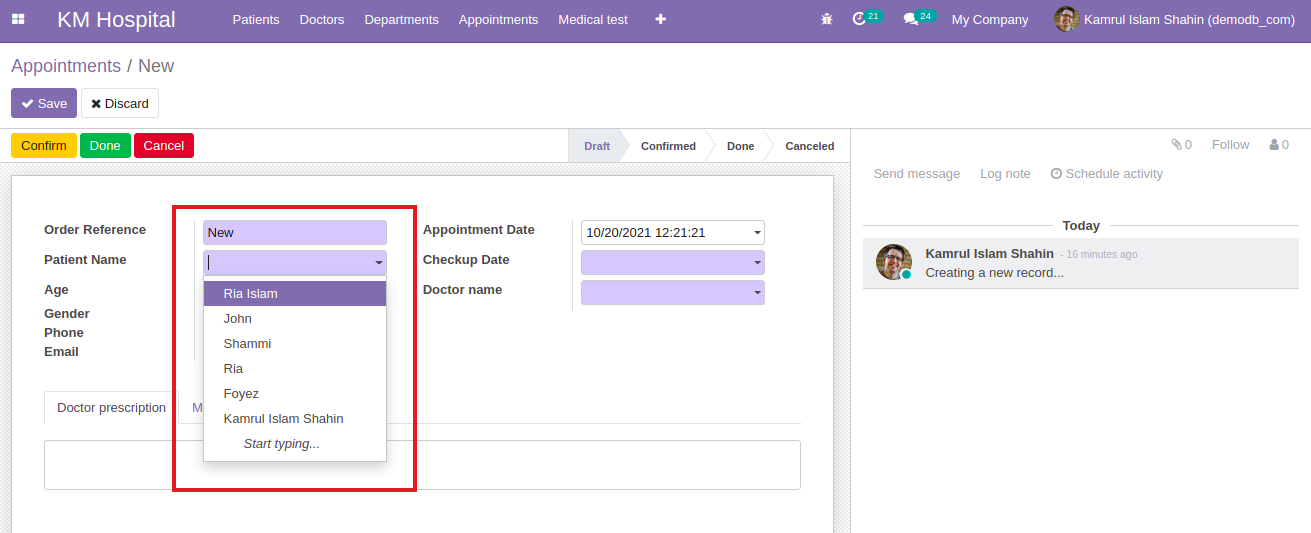 KM Hospital Patients Doctors Departments Appointments Medical test 21 24 My Company Kamrul Islam Shahin (demodb_com)
Appointments / New
Save Discard
Confirm Done Cancel Draft Confirmed Done Canceled
0 Follow 0
Send message Log note Schedule activity
Order Reference New Appointment Date 10/20/2021 12:21:21
Patient Name Checkup Date
Age Doctor name
Gender
Phone
Email
Ria Islam
John
Shammi
Ria
Foyez
Kamrul Islam Shahin
Start typing...
Doctor prescription M
Today
Kamrul Islam Shahin - 16 minutes ago
Creating a new record...